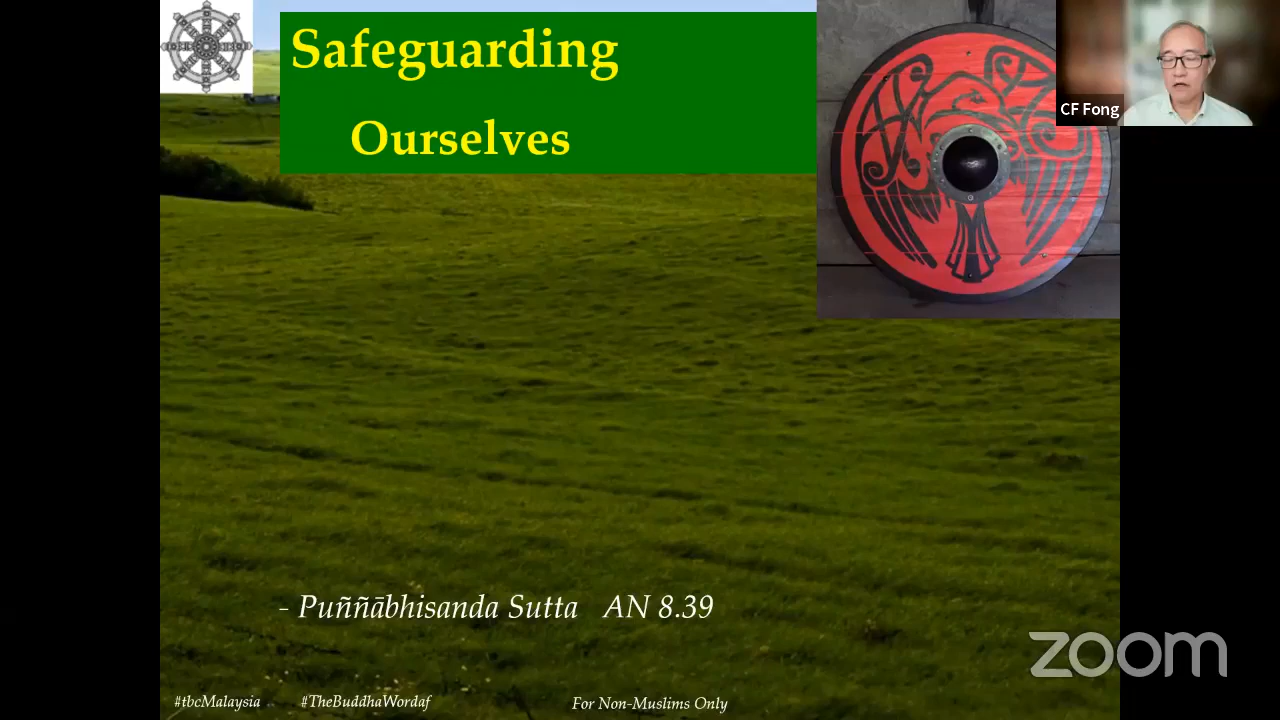 Safeguarding
Ourselves
CF Fong
- Puññābhisanda Sutta AN 8.39
zoom
#tbcMalaysia #TheBuddhaWordaf For Non-Muslims Only